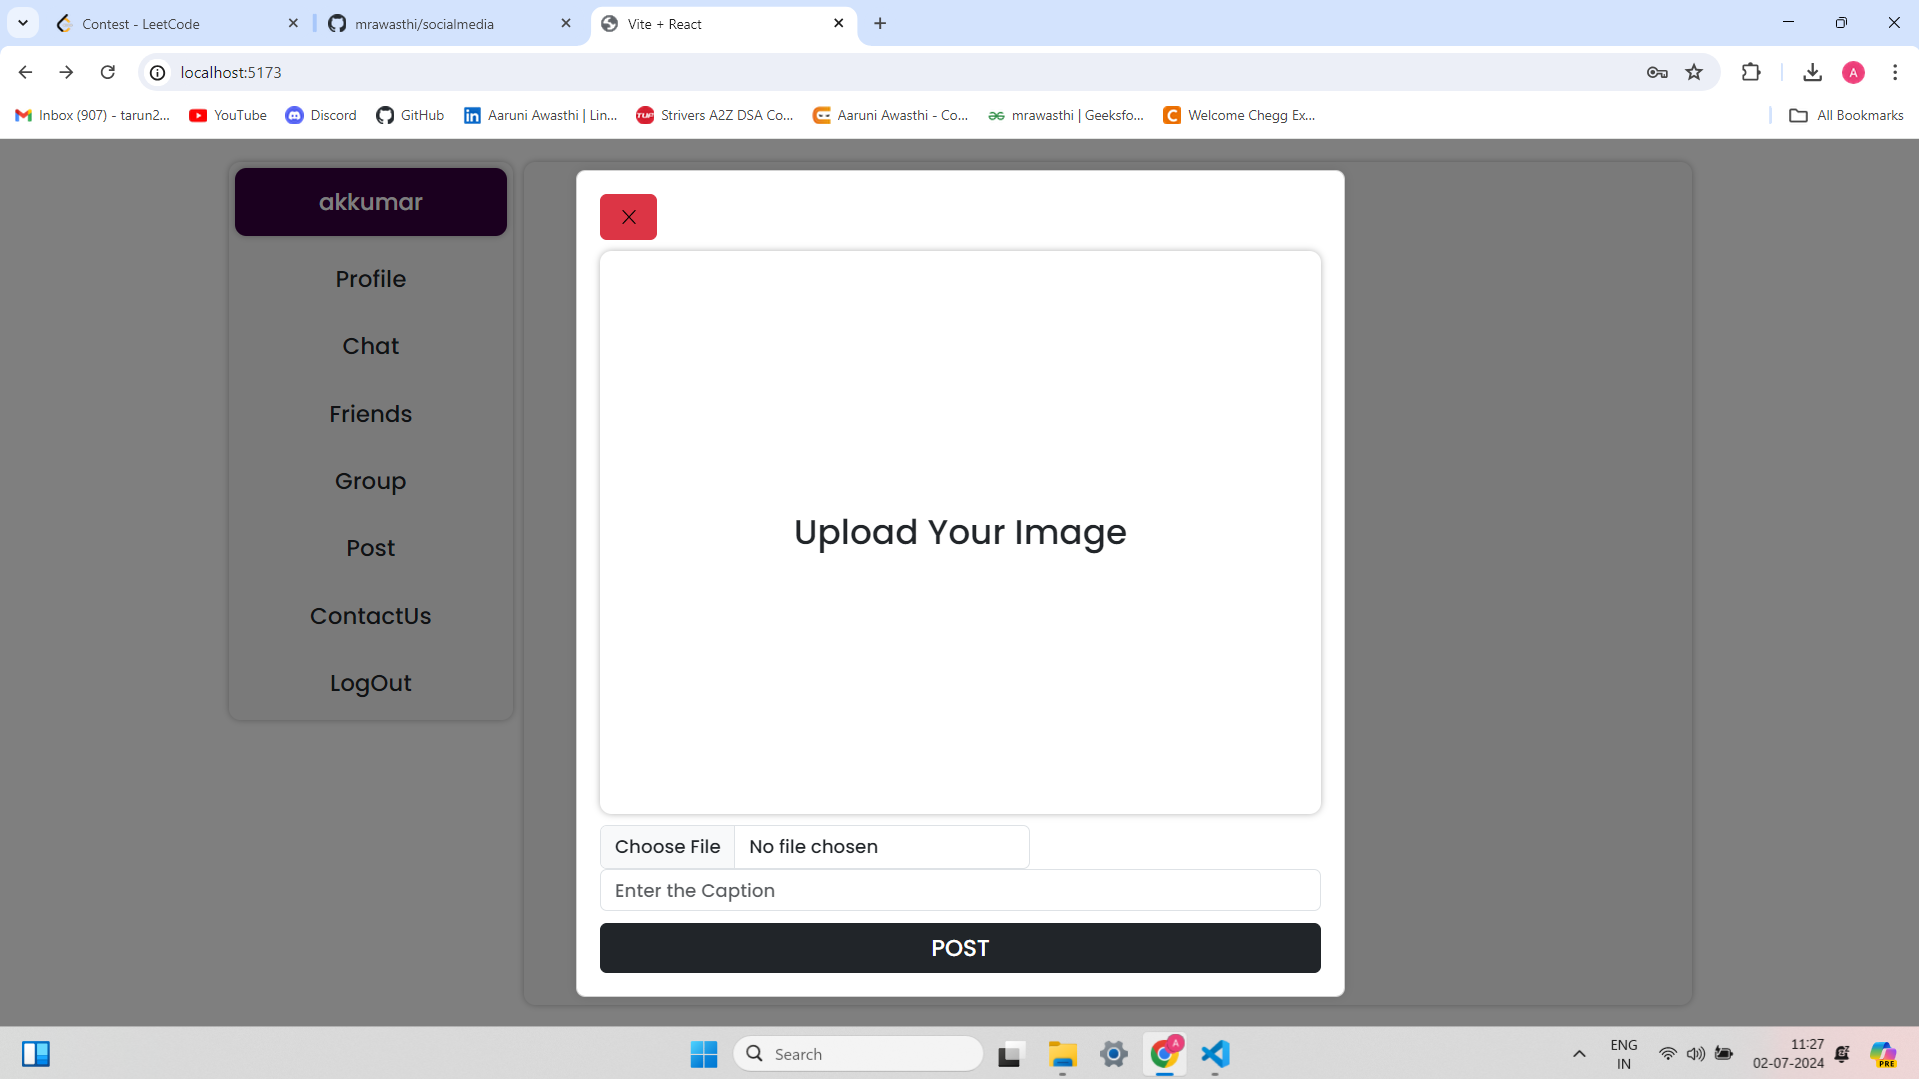 Contest - LeetCode
mrawasthi/socialmedia
Vite + React
localhost:5173
A
Inbox (907) - tarun2...
YouTube
Discord
GitHub
Aaruni Awasthi | Lin...
Strivers A2Z DSA Co...
Aaruni Awasthi - Co...
mrawasthi | Geeksfo...
Welcome Chegg Ex...
All Bookmarks
akkumar
Profile
Chat
Friends
Group
Post
ContactUs
LogOut
Upload Your Image
Choose File No file chosen
Enter the Caption
POST
Search
A
ENG
IN
11:27
02-07-2024
PRE